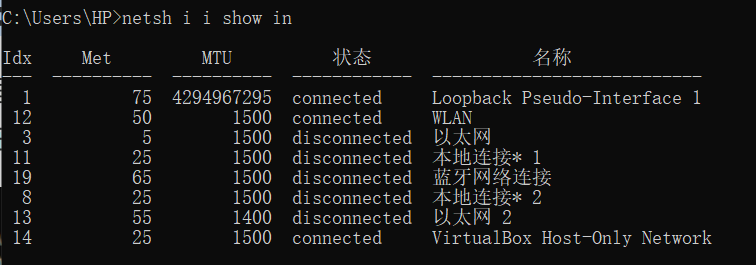 C:\Users\HP>netsh i i show in
Idx     Met         MTU          状态                名称
---  ----------  ----------  ------------  ---------------------------
  1          75  4294967295  connected     Loopback Pseudo-Interface 1
 12          50        1500  connected     WLAN
  3           5        1500  disconnected  以太网
 11          25        1500  disconnected  本地连接* 1
 19          65        1500  disconnected  蓝牙网络连接
  8          25        1500  disconnected  本地连接* 2
 13          55        1400  disconnected  以太网 2
 14          25        1500  connected     VirtualBox Host-Only Network